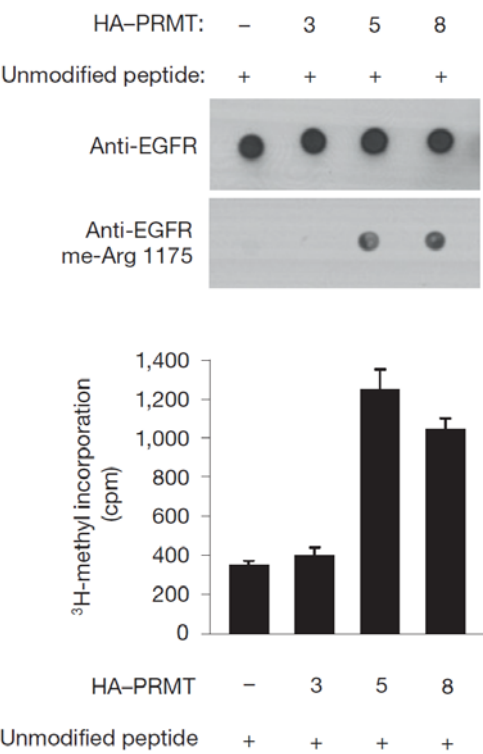 HA–PRMT: – 3 5 8
Unmodified peptide: + + + +
Anti-EGFR
Anti-EGFR
me-Arg 1175
1,400
1,200
1,000
800
600
400
200
0
³H-methyl incorporation
(cpm)
HA–PRMT – 3 5 8
Unmodified peptide + + + +